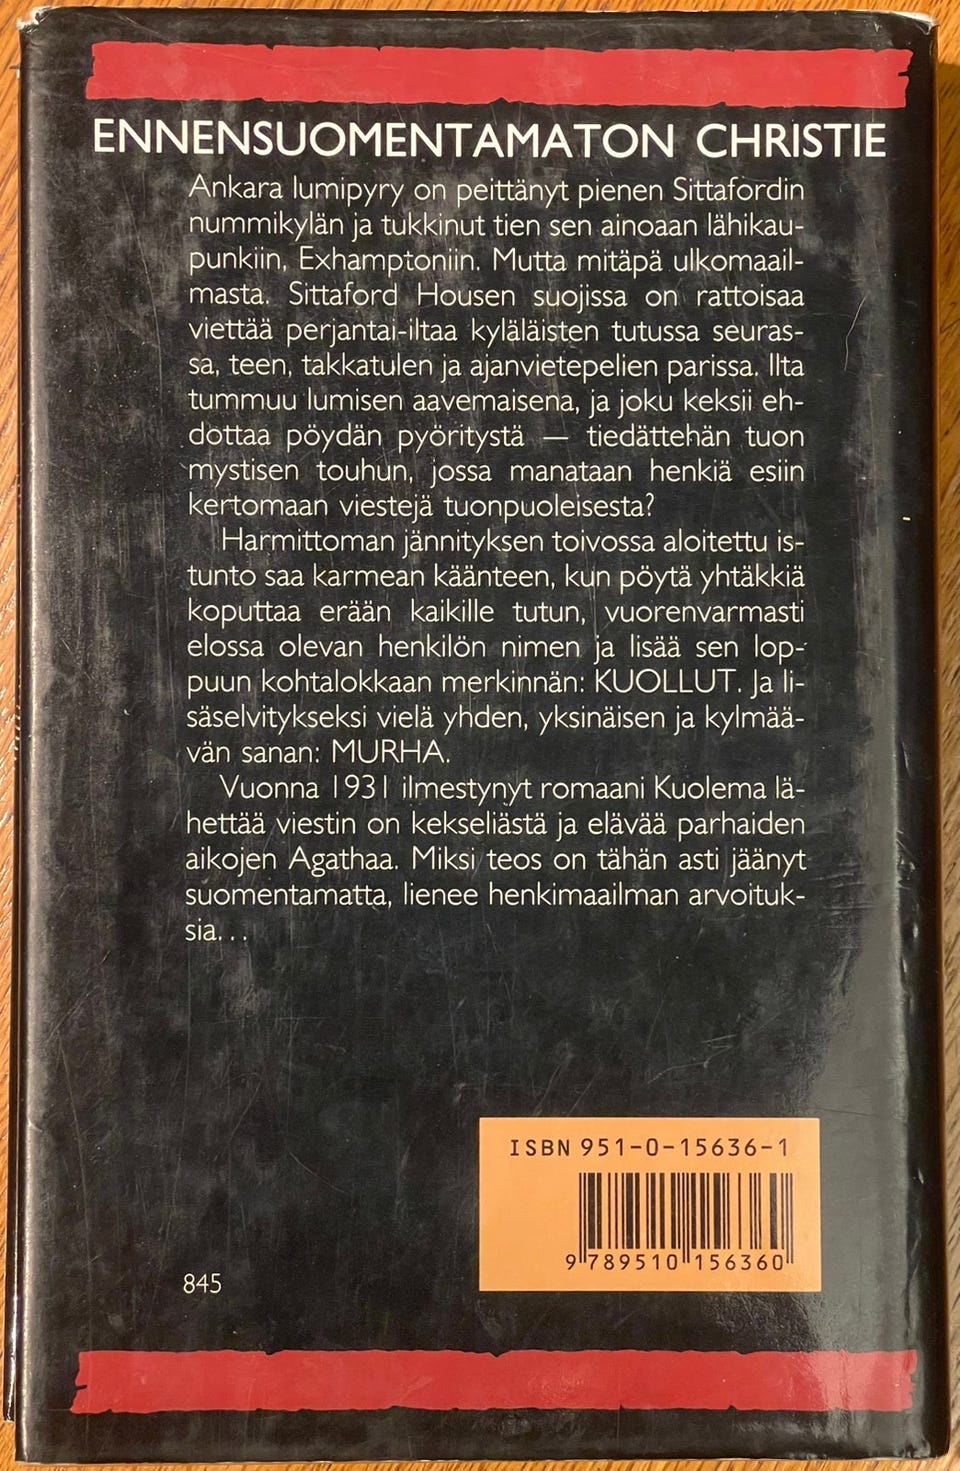 ENNENSUOMENTAMATON CHRISTIE
Ankara lumipyry on peittänyt pienen Sittafordin
nummikylän ja tukkinut tien sen ainoaan lähikau-
punkiin, Exhamptoniin. Mutta mitäpä ulkomaail-
masta. Sittaford Housen suojissa on rattoisaa
viettää perjantai-iltaa kyläläisten tutussa seuras-
sa, teen, takkatulen ja ajanvietepelien parissa. Ilta
tummuu lumisen aavemaisena, ja joku keksii eh-
dottaa pöydän pyöritystä — tiedättehän tuon
mystisen touhun, jossa manataan henkiä esiin
kertomaan viestejä tuonpuoleisesta?
Harmittoman jännityksen toivossa aloitettu is-
tunto saa karmean käänteen, kun pöytä yhtäkkiä
koputtaa erään kaikille tutun, vuorenvarmasti
elossa olevan henkilön nimen ja lisää sen lop-
puun kohtalokkaan merkinnän: KUOLLUT. Ja li-
säselvitykseksi vielä yhden, yksinäisen ja kylmää-
vän sanan: MURHA.
Vuonna 1931 ilmestynyt romaani Kuolema lä-
hettää viestin on kekseliästä ja elävää parhaiden
aikojen Agathaa. Miksi teos on tähän asti jäänyt
suomentamatta, lienee henkimaailman arvoituk-
sia...
ISBN 951-0-15636-1
9 789510 156360
845